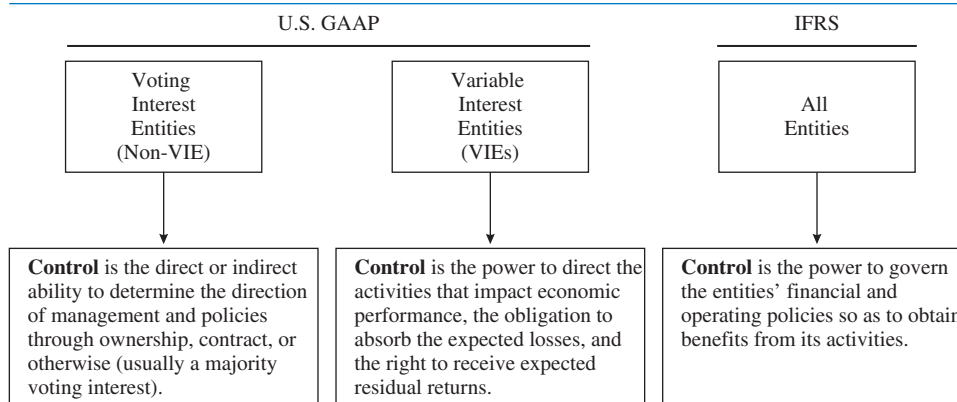 U.S. GAAP
IFRS
Voting
Interest
Entities
(Non-VIE)
Variable
Interest
Entities
(VIEs)
All
Entities
Control is the direct or indirect
ability to determine the direction
of management and policies
through ownership, contract, or
otherwise (usually a majority
voting interest).
Control is the power to direct the
activities that impact economic
performance, the obligation to
absorb the expected losses, and
the right to receive expected
residual returns.
Control is the power to govern
the entities’ financial and
operating policies so as to obtain
benefits from its activities.